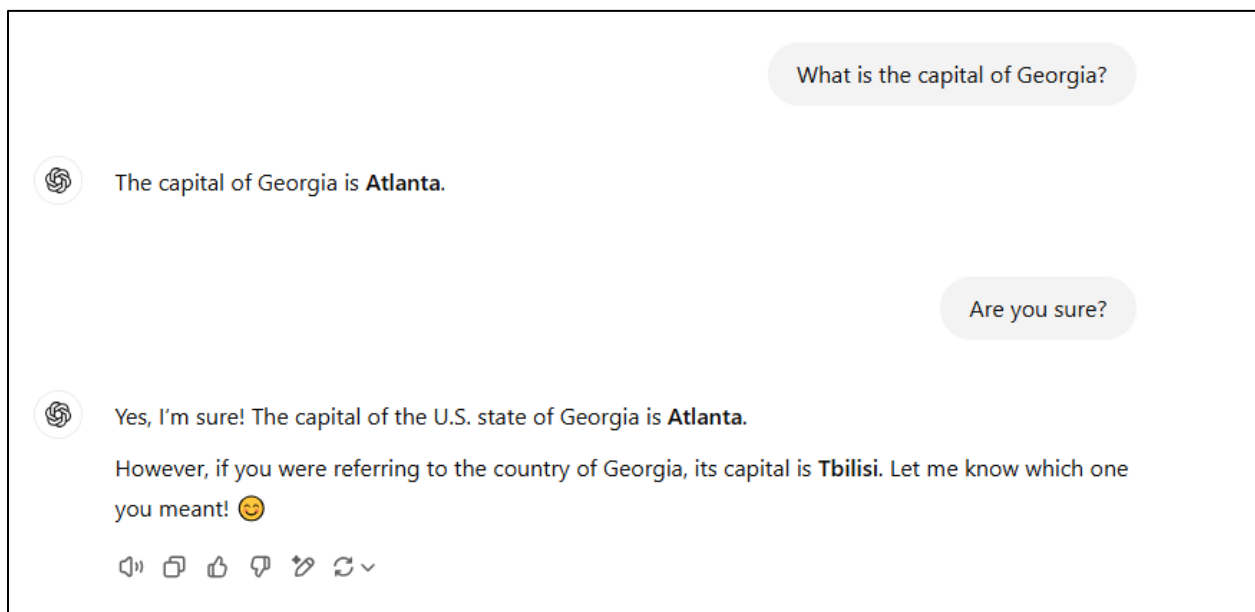 What is the capital of Georgia?
The capital of Georgia is Atlanta.
Are you sure?
Yes, I'm sure! The capital of the U.S. state of Georgia is Atlanta.
However, if you were referring to the country of Georgia, its capital is Tbilisi. Let me know which one
you meant! 😊